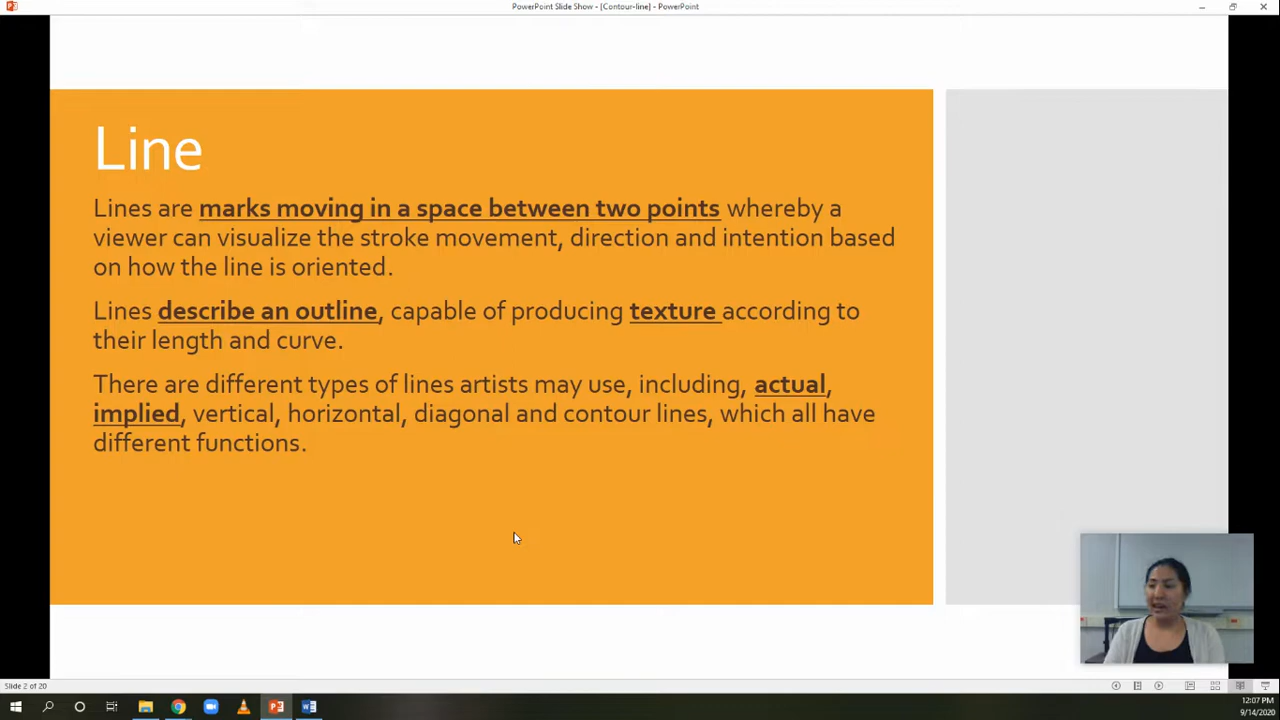 PowerPoint Slide Show - [Contour-line] - PowerPoint
Line
Lines are marks moving in a space between two points whereby a
viewer can visualize the stroke movement, direction and intention based
on how the line is oriented.
Lines describe an outline, capable of producing texture according to
their length and curve.
There are different types of lines artists may use, including, actual,
implied, vertical, horizontal, diagonal and contour lines, which all have
different functions.
Slide 2 of 20
12:07 PM
9/14/2020